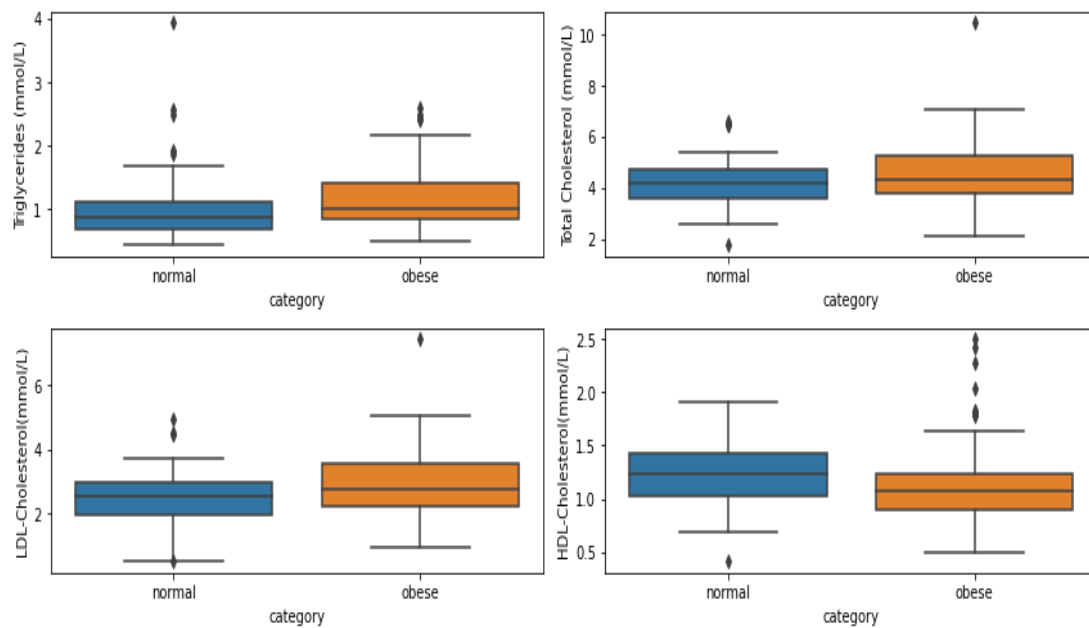 Triglycerides (mmol/L)
4
3
2
1
normal
obese
category
Total Cholesterol (mmol/L)
10
8
6
4
2
normal
obese
category
LDL-Cholesterol(mmol/L)
6
4
2
normal
obese
category
HDL-Cholesterol(mmol/L)
2.5
2.0
1.5
1.0
0.5
normal
obese
category